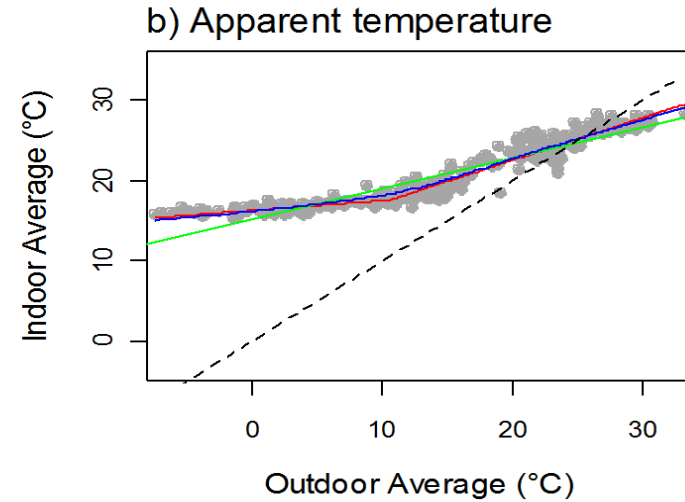 b) Apparent temperature
Indoor Average (°C)
30
20
10
0
0 10 20 30
Outdoor Average (°C)